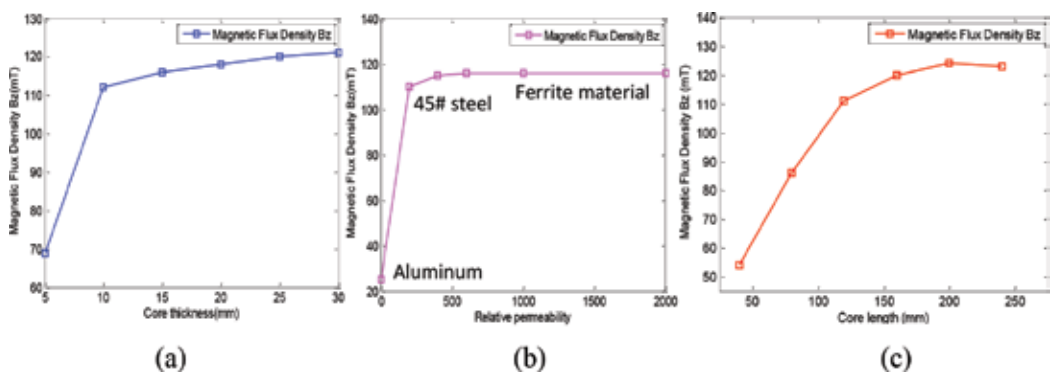 130
120
110
100
90
80
70
60
5
10
15
20
25
30
Magnetic Flux Density Bz(mT)
Core thickness(mm)
Magnetic Flux Density Bz
(a)
140
120
100
80
60
40
20
0
500
1000
1500
2000
Magnetic Flux Density Bz(mT)
Relative permeability
Magnetic Flux Density Bz
45# steel
Ferrite material
Aluminum
(b)
140
130
120
110
100
90
80
70
60
50
50
100
150
200
250
Magnetic Flux Density Bz (mT)
Core length (mm)
Magnetic Flux Density Bz
(c)